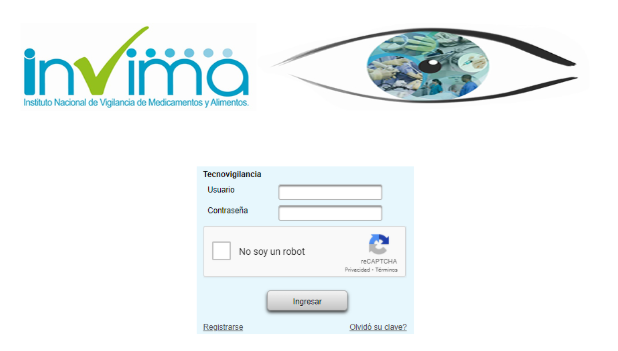 invima
Instituto Nacional de Vigilancia de Medicamentos y Alimentos.
Tecnovigilancia
Usuario
Contraseña
No soy un robot
reCAPTCHA
Privacidad - Términos
Ingresar
Registrarse
Olvidó su clave?